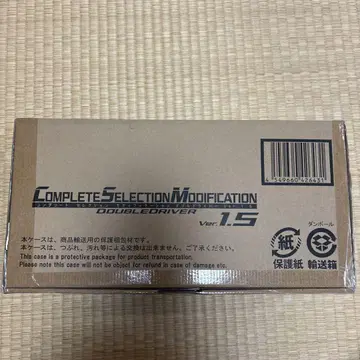 4 549660 426431
COMPLETE SELECTION MODIFICATION
DOUBLEDRIVER Ver. 1.5
ダンボール
本ケースは、商品輸送用の保護梱包材です。
本ケースの、つぶれ、汚れ等による交換は出来ません。ご了承ください。
This case is a protective package for product transportation.
Please note this case will not be object for refund in case of damage etc.
紙
保護紙 輸送箱